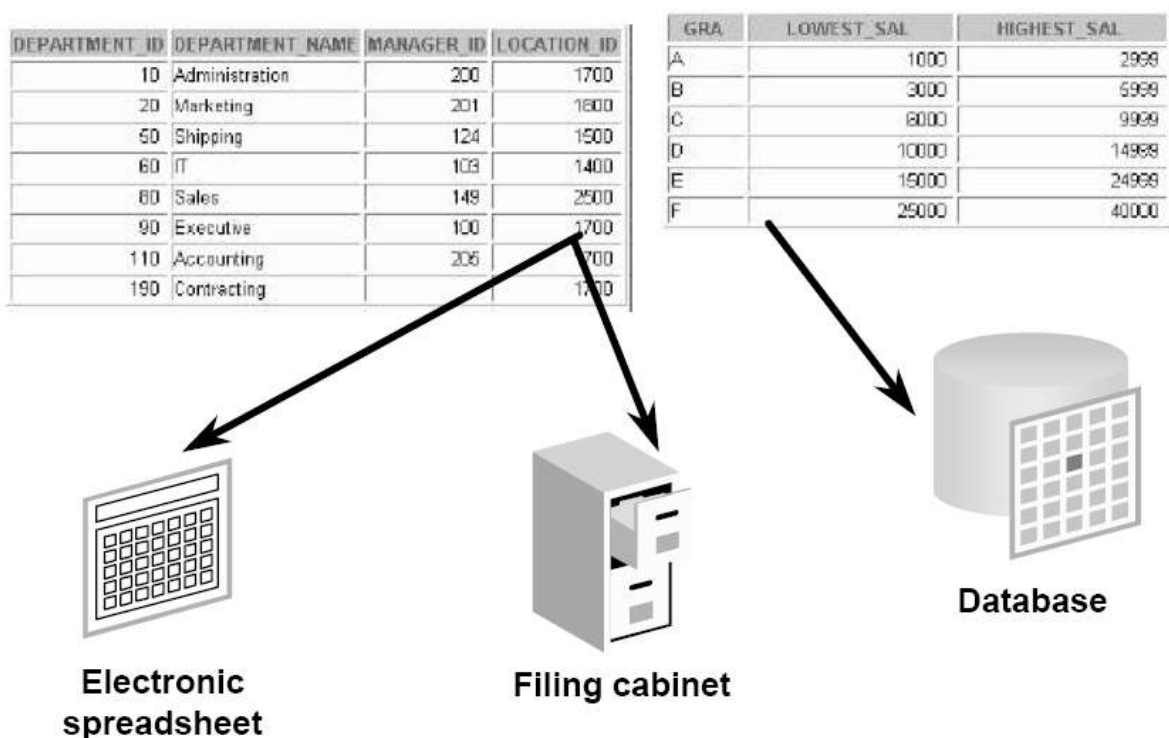 DEPARTMENT_ID DEPARTMENT_NAME MANAGER_ID LOCATION_ID
10 Administration 200 1700
20 Marketing 201 1800
50 Shipping 124 1500
60 IT 103 1400
80 Sales 149 2500
90 Executive 100 1700
110 Accounting 205 700
190 Contracting
GRA LOWEST_SAL HIGHEST_SAL
A 1000 2999
B 3000 5999
C 6000 9999
D 10000 14999
E 15000 24999
F 25000 40000
Electronic
spreadsheet
Filing cabinet
Database